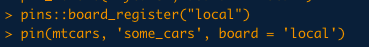 > pins::board_register("local")
> pin(mtcars, 'some_cars', board = 'local')